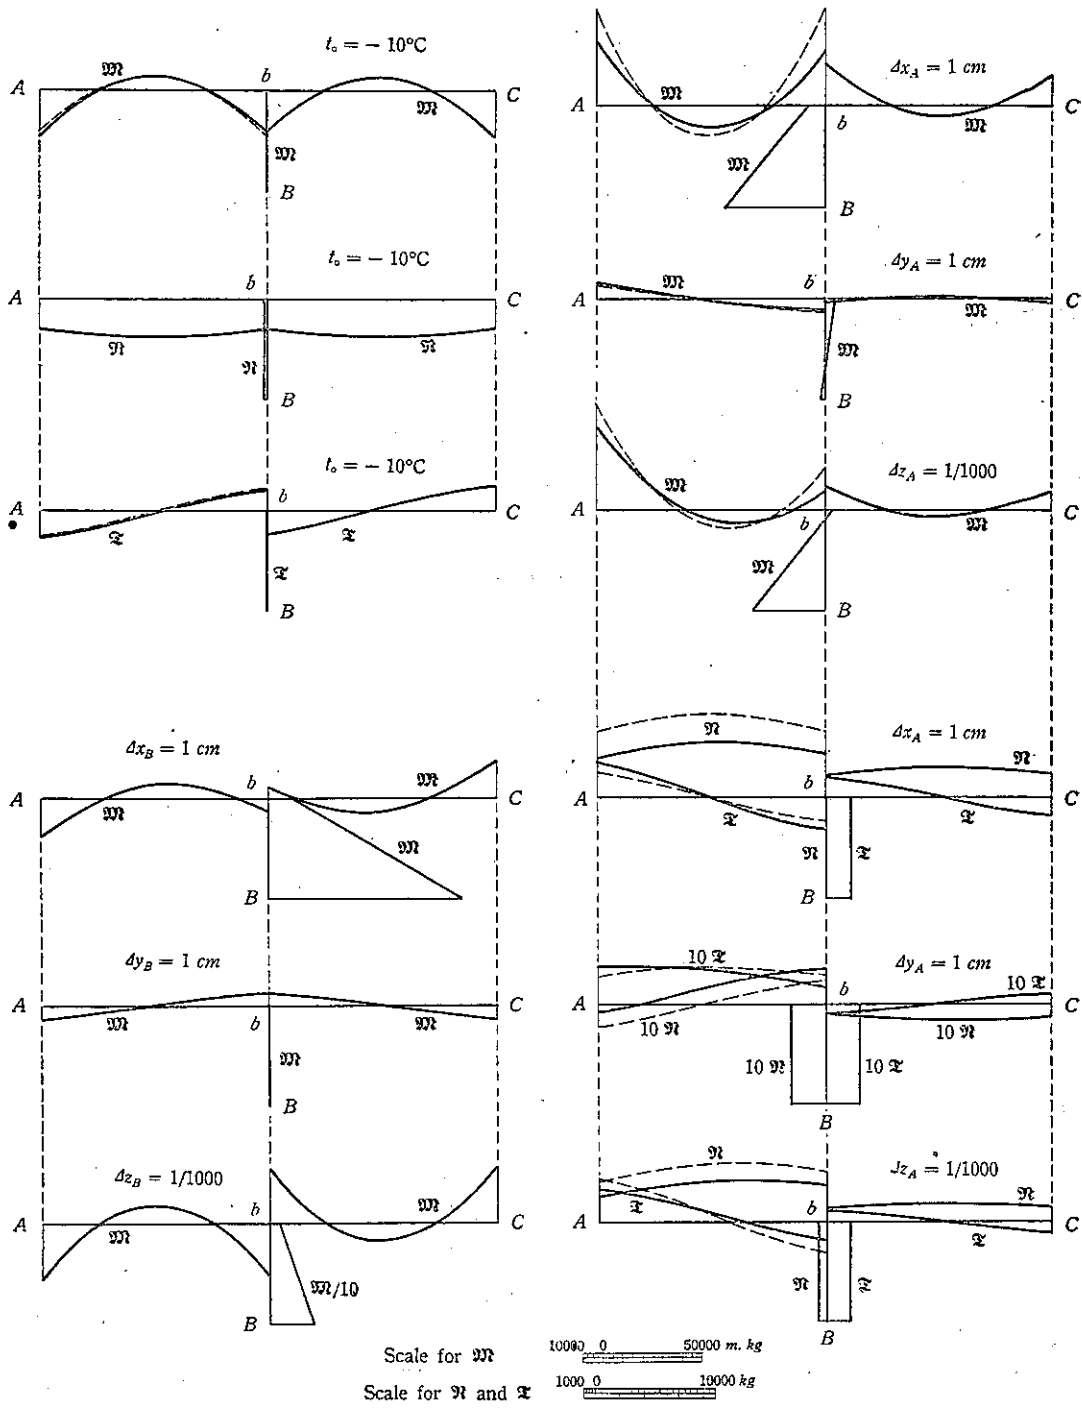 t₀ = − 10°C
𝔐
b
A
C
𝔐
𝔐
B
t₀ = − 10°C
b
A
C
𝔑
𝔑
𝔑
B
t₀ = − 10°C
b
A
C
𝔗
𝔗
𝔗
B
Δx_B = 1 cm
b
𝔐
A
C
𝔐
𝔐
B
Δy_B = 1 cm
A
C
𝔐
b
𝔐
𝔐
B
Δz_B = 1/1000
b
𝔐
A
C
𝔐
𝔐/10
B
Δx_A = 1 cm
𝔐
A
C
b
𝔐
𝔐
B
Δy_A = 1 cm
𝔐
b
A
C
𝔐
𝔐
B
Δz_A = 1/1000
𝔐
A
C
b
𝔐
𝔐
B
Δx_A = 1 cm
𝔑
𝔑
b
A
C
𝔗
𝔗
𝔑
𝔗
B
10 𝔗
Δy_A = 1 cm
b
10 𝔗
A
C
10 𝔑
10 𝔑
10 𝔑
10 𝔗
B
𝔑
Δz_A = 1/1000
𝔑
A
𝔗
b
C
𝔗
𝔑
B
Scale for 𝔐
10000 0 50000 m. kg
Scale for 𝔑 and 𝔗
1000 0 10000 kg